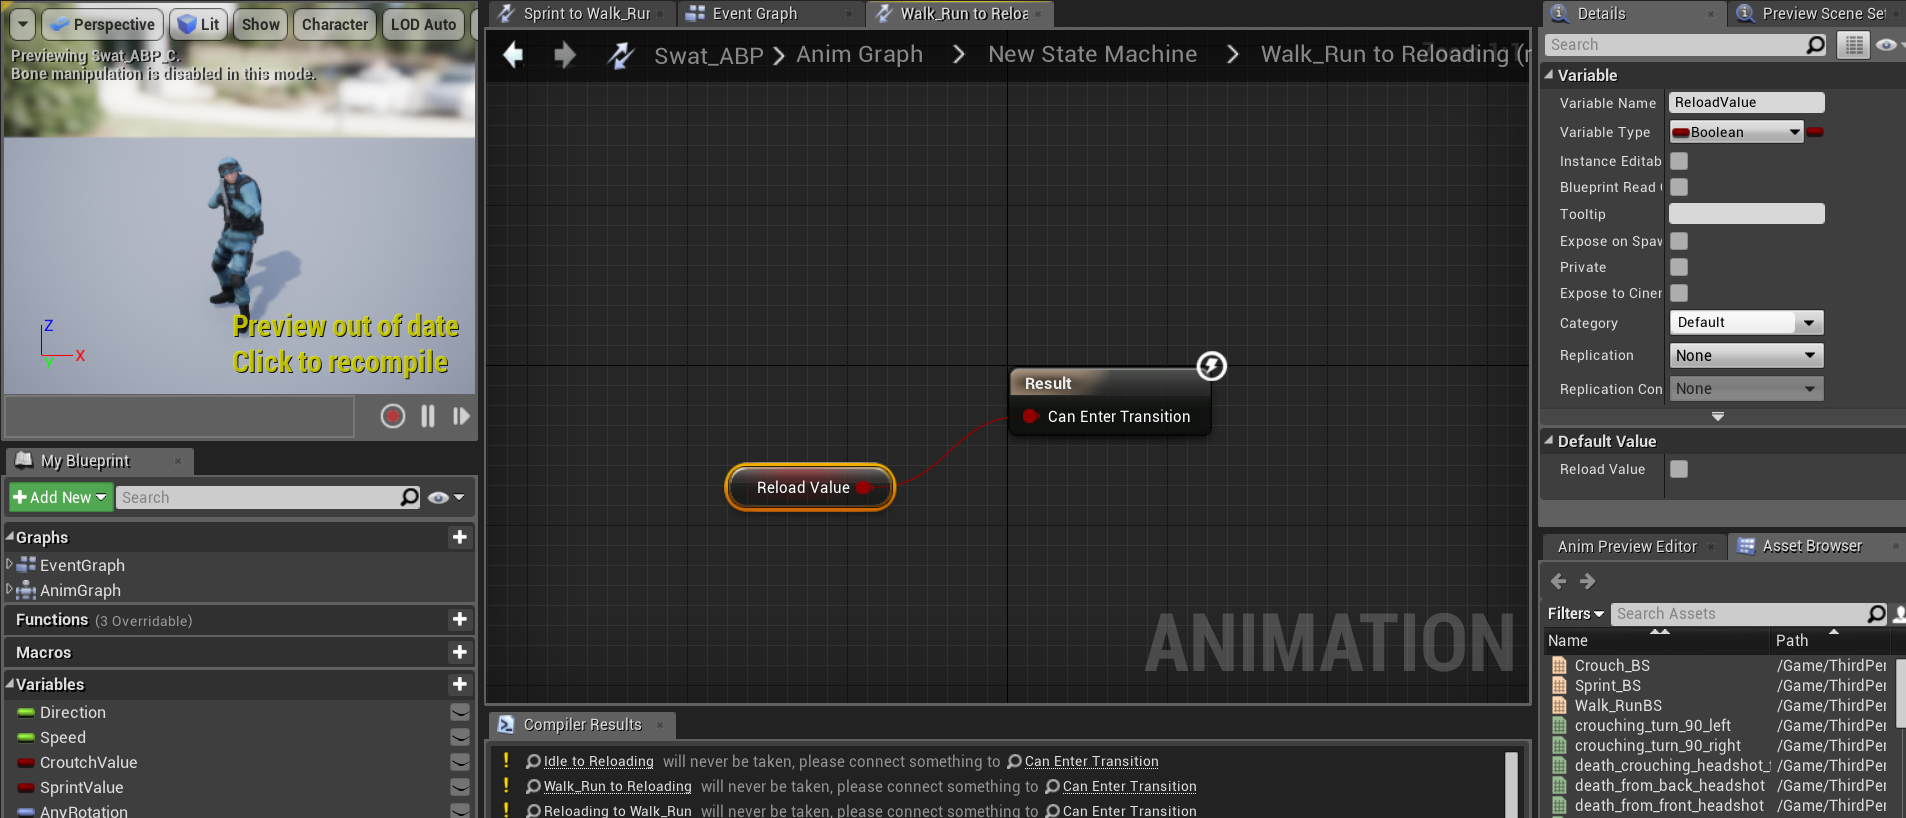 Perspective
Lit
Show
Character
LOD Auto
Previewing Swat_ABP_C.
Bone manipulation is disabled in this mode.
Z
X
Y
Preview out of date
Click to recompile
My Blueprint
Add New
Search
Graphs
EventGraph
AnimGraph
Functions (3 Overridable)
Macros
Variables
Direction
Speed
CroutchValue
SprintValue
AnyRotation
Sprint to Walk_Rur
Event Graph
Walk_Run to Reloa
Swat_ABP
Anim Graph
New State Machine
Walk_Run to Reloading (r
Result
Can Enter Transition
Reload Value
ANIMATION
Compiler Results
Idle to Reloading will never be taken, please connect something to Can Enter Transition
Walk_Run to Reloading will never be taken, please connect something to Can Enter Transition
Reloading to Walk_Run will never be taken, please connect something to Can Enter Transition
Details
Preview Scene Set
Search
Variable
Variable Name ReloadValue
Variable Type Boolean
Instance Editab
Blueprint Read
Tooltip
Expose on Spaw
Private
Expose to Ciner
Category Default
Replication None
Replication Con None
Default Value
Reload Value
Anim Preview Editor
Asset Browser
Filters
Search Assets
Name Path
Crouch_BS /Game/ThirdPer
Sprint_BS /Game/ThirdPer
Walk_RunBS /Game/ThirdPer
crouching_turn_90_left /Game/ThirdPer
crouching_turn_90_right /Game/ThirdPer
death_crouching_headshot_f /Game/ThirdPer
death_from_back_headshot /Game/ThirdPer
death_from_front_headshot /Game/ThirdPer